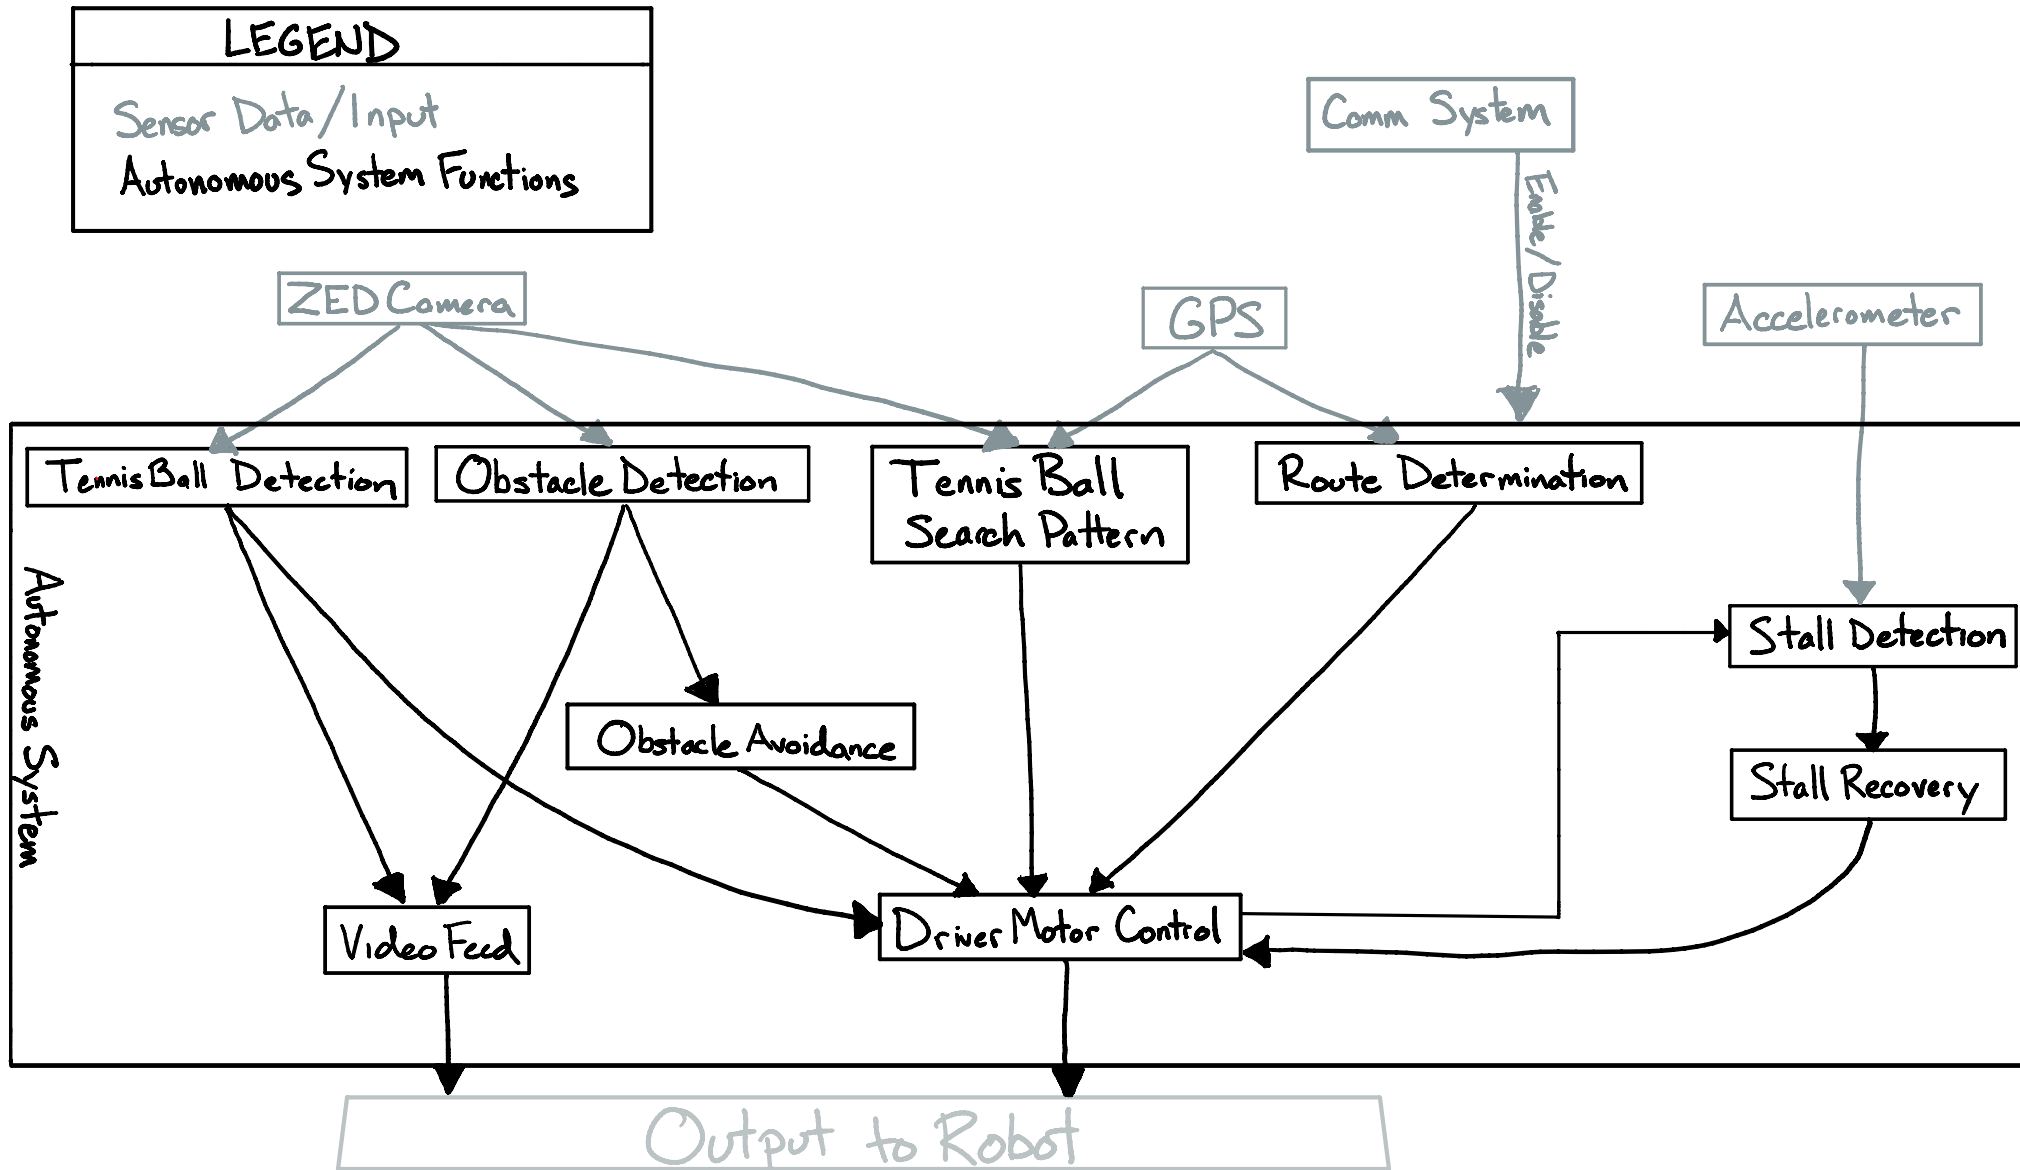 LEGEND
Sensor Data/Input
Autonomous System Functions
Comm System
Enable/Disable
ZED Camera
GPS
Accelerometer
Tennis Ball Detection
Obstacle Detection
Tennis Ball
Search Pattern
Route Determination
Autonomous System
Stall Detection
Obstacle Avoidance
Stall Recovery
Video Feed
Driver Motor Control
Output to Robot